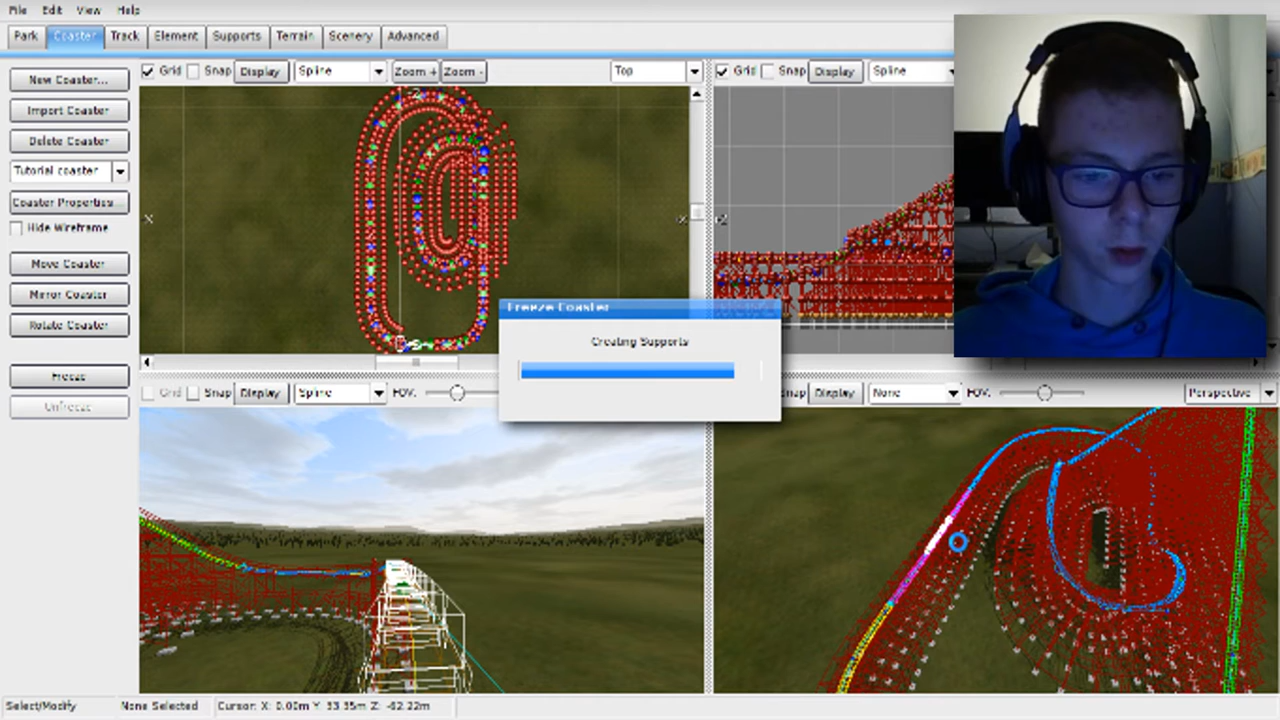 File Edit View Help
Park Coaster Track Element Supports Terrain Scenery Advanced
New Coaster...
Import Coaster
Delete Coaster
Tutorial coaster
Coaster Properties...
Hide Wireframe
Move Coaster
Mirror Coaster
Rotate Coaster
Freeze
Unfreeze
Grid Snap Display Spline Zoom + Zoom - Top
Grid Snap Display Spline
Freeze Coaster
Creating Supports
Grid Snap Display Spline FOV:
Snap Display None FOV: Perspective
Select/Modify None Selected Cursor: X: 0.00m Y: 33.35m Z: -62.22m